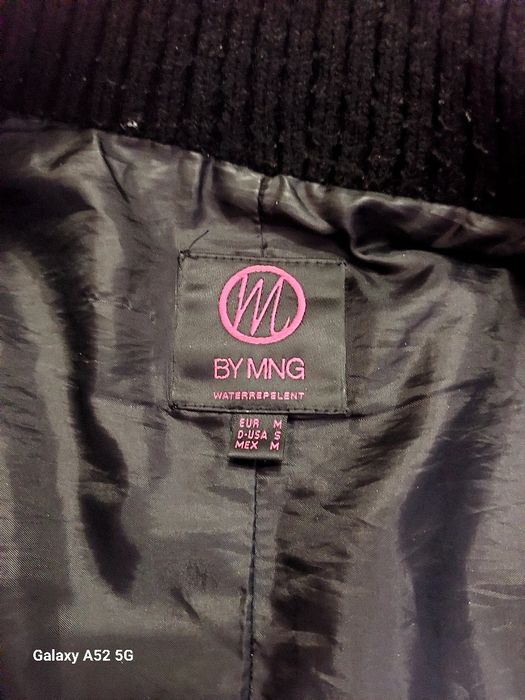 M
BY MNG
WATERREPELENT
EUR M
D-USA S
MEX M
Galaxy A52 5G